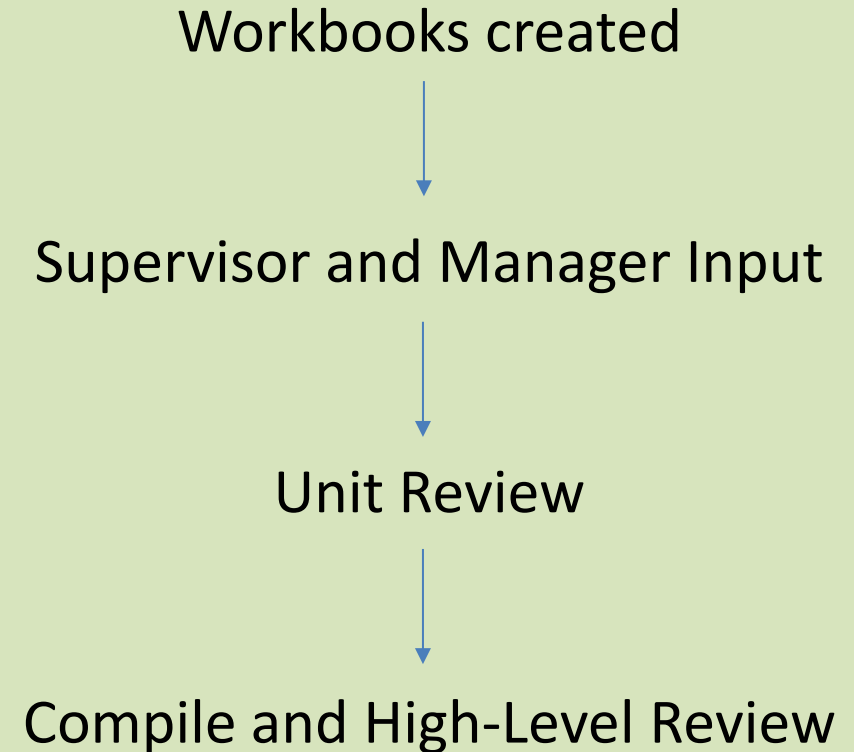 Workbooks created
Supervisor and Manager Input
Unit Review
Compile and High-Level Review